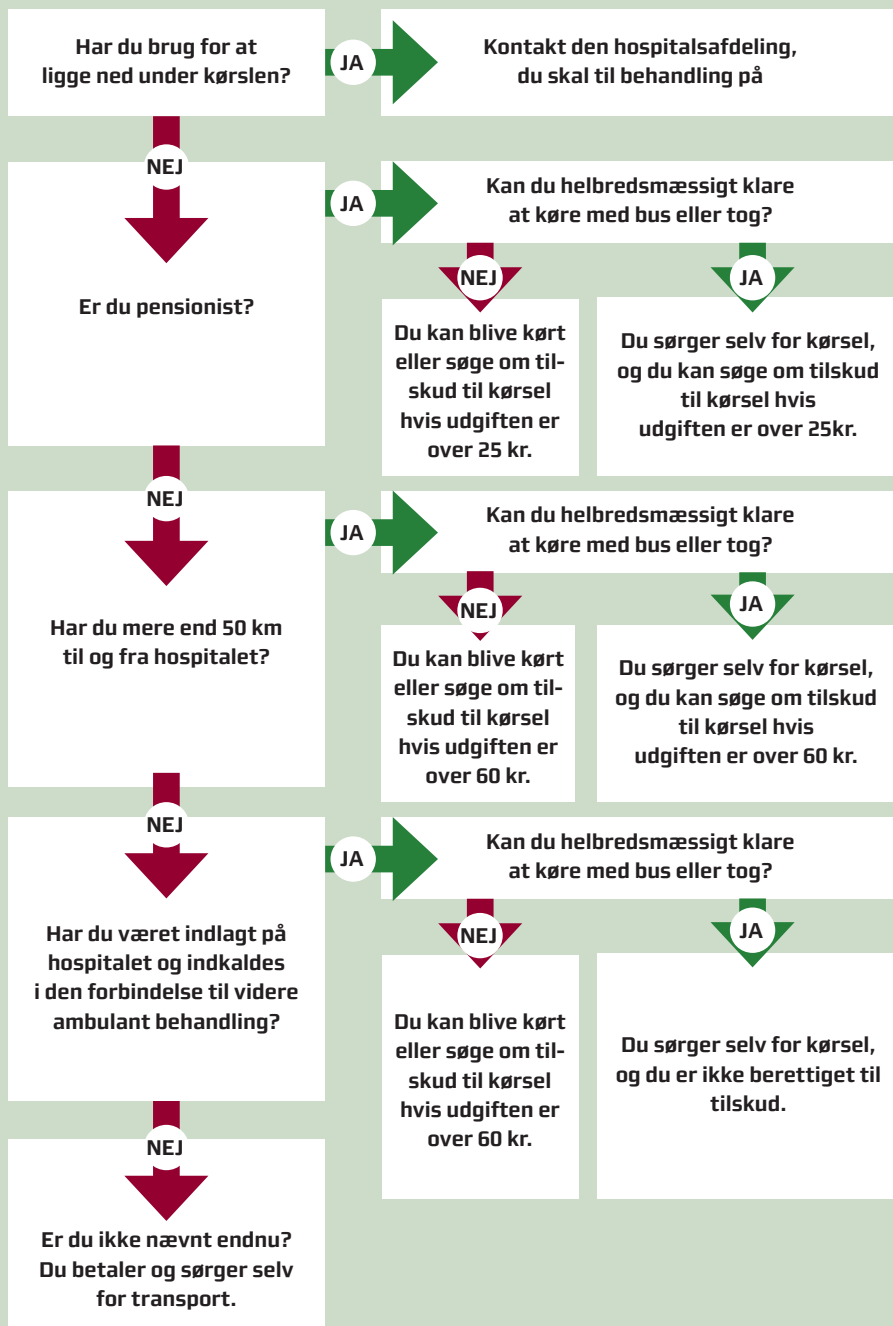 Har du brug for at
ligge ned under kørslen?
JA
Kontakt den hospitalsafdeling,
du skal til behandling på
NEJ
Er du pensionist?
JA
Kan du helbredsmæssigt klare
at køre med bus eller tog?
NEJ
Du kan blive kørt
eller søge om til-
skud til kørsel
hvis udgiften er
over 25 kr.
JA
Du sørger selv for kørsel,
og du kan søge om tilskud
til kørsel hvis
udgiften er over 25kr.
NEJ
Har du mere end 50 km
til og fra hospitalet?
JA
Kan du helbredsmæssigt klare
at køre med bus eller tog?
NEJ
Du kan blive kørt
eller søge om til-
skud til kørsel
hvis udgiften er
over 60 kr.
JA
Du sørger selv for kørsel,
og du kan søge om tilskud
til kørsel hvis
udgiften er over 60 kr.
NEJ
Har du været indlagt på
hospitalet og indkaldes
i den forbindelse til videre
ambulant behandling?
JA
Kan du helbredsmæssigt klare
at køre med bus eller tog?
NEJ
Du kan blive kørt
eller søge om til-
skud til kørsel
hvis udgiften er
over 60 kr.
JA
Du sørger selv for kørsel,
og du er ikke berettiget til
tilskud.
NEJ
Er du ikke nævnt endnu?
Du betaler og sørger selv
for transport.